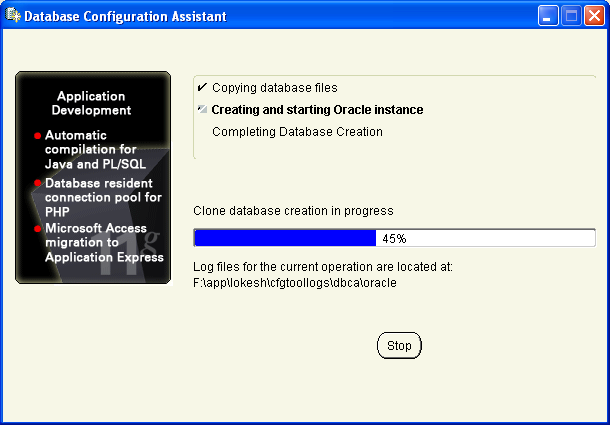 Database Configuration Assistant
Application
Development
Automatic
compilation for
Java and PL/SQL
Database resident
connection pool for
PHP
Microsoft Access
migration to
Application Express
11g
Copying database files
Creating and starting Oracle instance
Completing Database Creation
Clone database creation in progress
45%
Log files for the current operation are located at:
F:\app\lokesh\cfgtoollogs\dbca\oracle
Stop